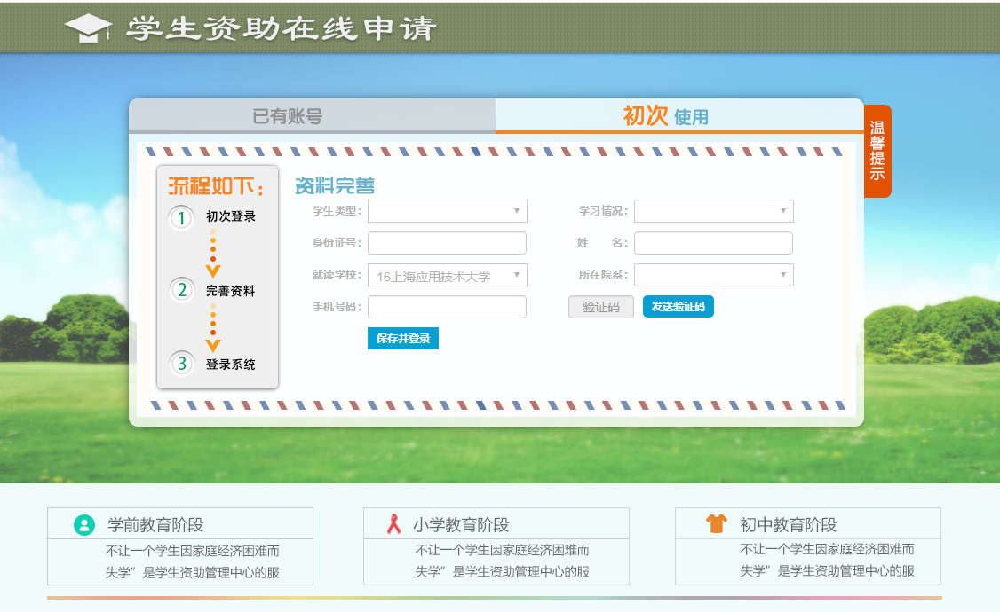 学生资助在线申请
已有账号
初次 使用
温馨提示
流程如下：
1 初次登录
2 完善资料
3 登录系统
资料完善
学生类型：
学习情况：
身份证号：
姓 名：
就读学校： 16上海应用技术大学
所在院系：
手机号码：
验证码 发送验证码
保存并登录
学前教育阶段
不让一个学生因家庭经济困难而
失学”是学生资助管理中心的服
小学教育阶段
不让一个学生因家庭经济困难而
失学”是学生资助管理中心的服
初中教育阶段
不让一个学生因家庭经济困难而
失学”是学生资助管理中心的服